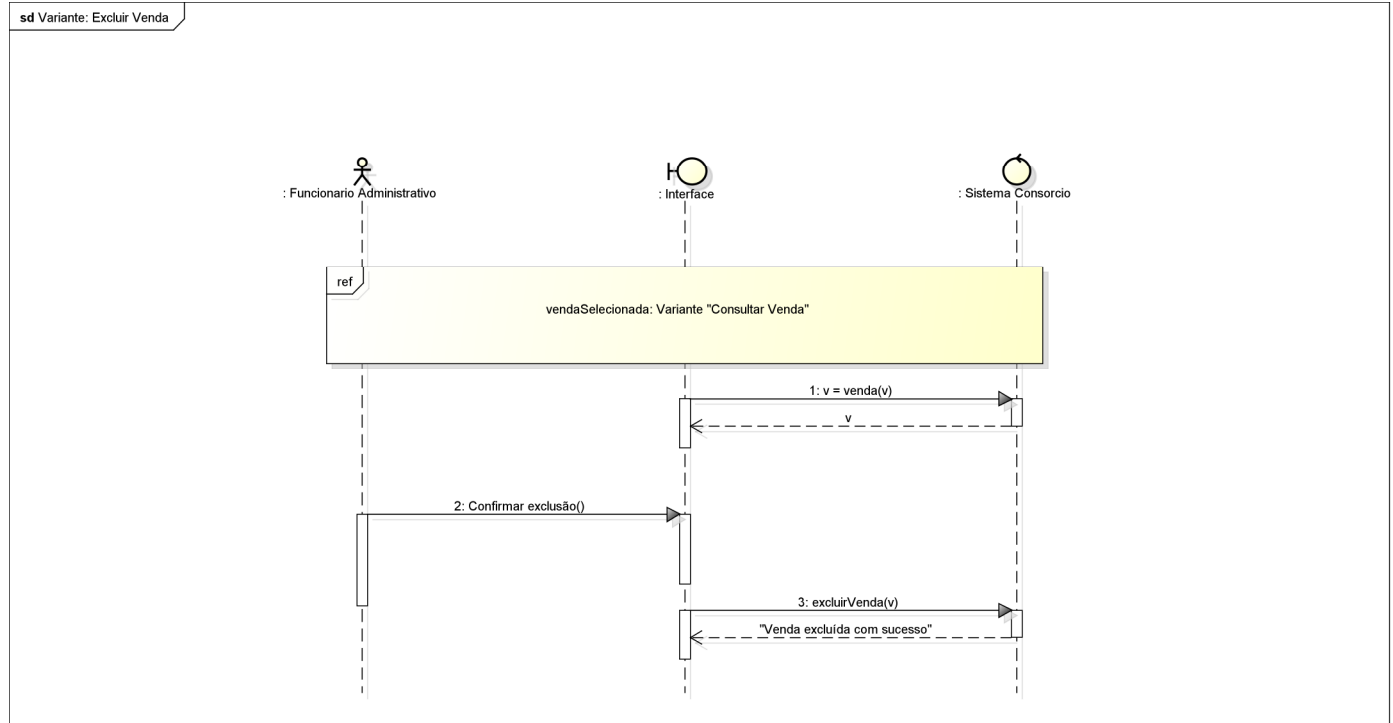 sd Variante: Excluir Venda
: Funcionario Administrativo
: Interface
: Sistema Consorcio
ref
vendaSelecionada: Variante "Consultar Venda"
1: v = venda(v)
v
2: Confirmar exclusão()
3: excluirVenda(v)
"Venda excluída com sucesso"